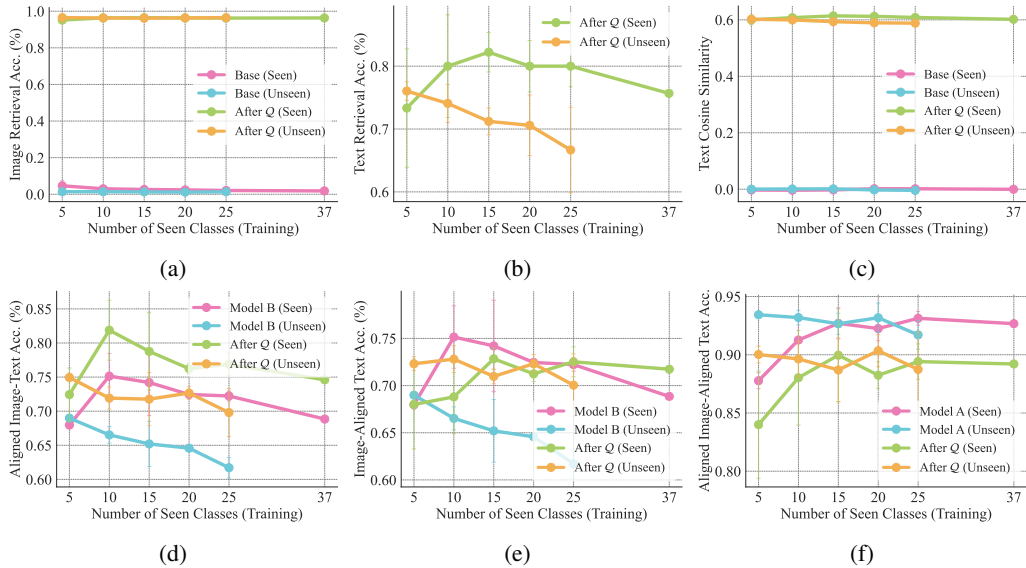 Image Retrieval Acc. (%)
1.0
0.8
0.6
0.4
0.2
0.0
Base (Seen)
Base (Unseen)
After Q (Seen)
After Q (Unseen)
5 10 15 20 25 37
Number of Seen Classes (Training)
(a)
Text Retrieval Acc. (%)
0.8
0.7
0.6
After Q (Seen)
After Q (Unseen)
5 10 15 20 25 37
Number of Seen Classes (Training)
(b)
Text Cosine Similarity
0.6
0.4
0.2
0.0
Base (Seen)
Base (Unseen)
After Q (Seen)
After Q (Unseen)
5 10 15 20 25 37
Number of Seen Classes (Training)
(c)
Aligned Image-Text Acc. (%)
0.85
0.80
0.75
0.70
0.65
0.60
Model B (Seen)
Model B (Unseen)
After Q (Seen)
After Q (Unseen)
5 10 15 20 25 37
Number of Seen Classes (Training)
(d)
Image-Aligned Text Acc. (%)
0.75
0.70
0.65
0.60
Model B (Seen)
Model B (Unseen)
After Q (Seen)
After Q (Unseen)
5 10 15 20 25 37
Number of Seen Classes (Training)
(e)
Aligned Image-Aligned Text Acc.
0.95
0.90
0.85
0.80
Model A (Seen)
Model A (Unseen)
After Q (Seen)
After Q (Unseen)
5 10 15 20 25 37
Number of Seen Classes (Training)
(f)